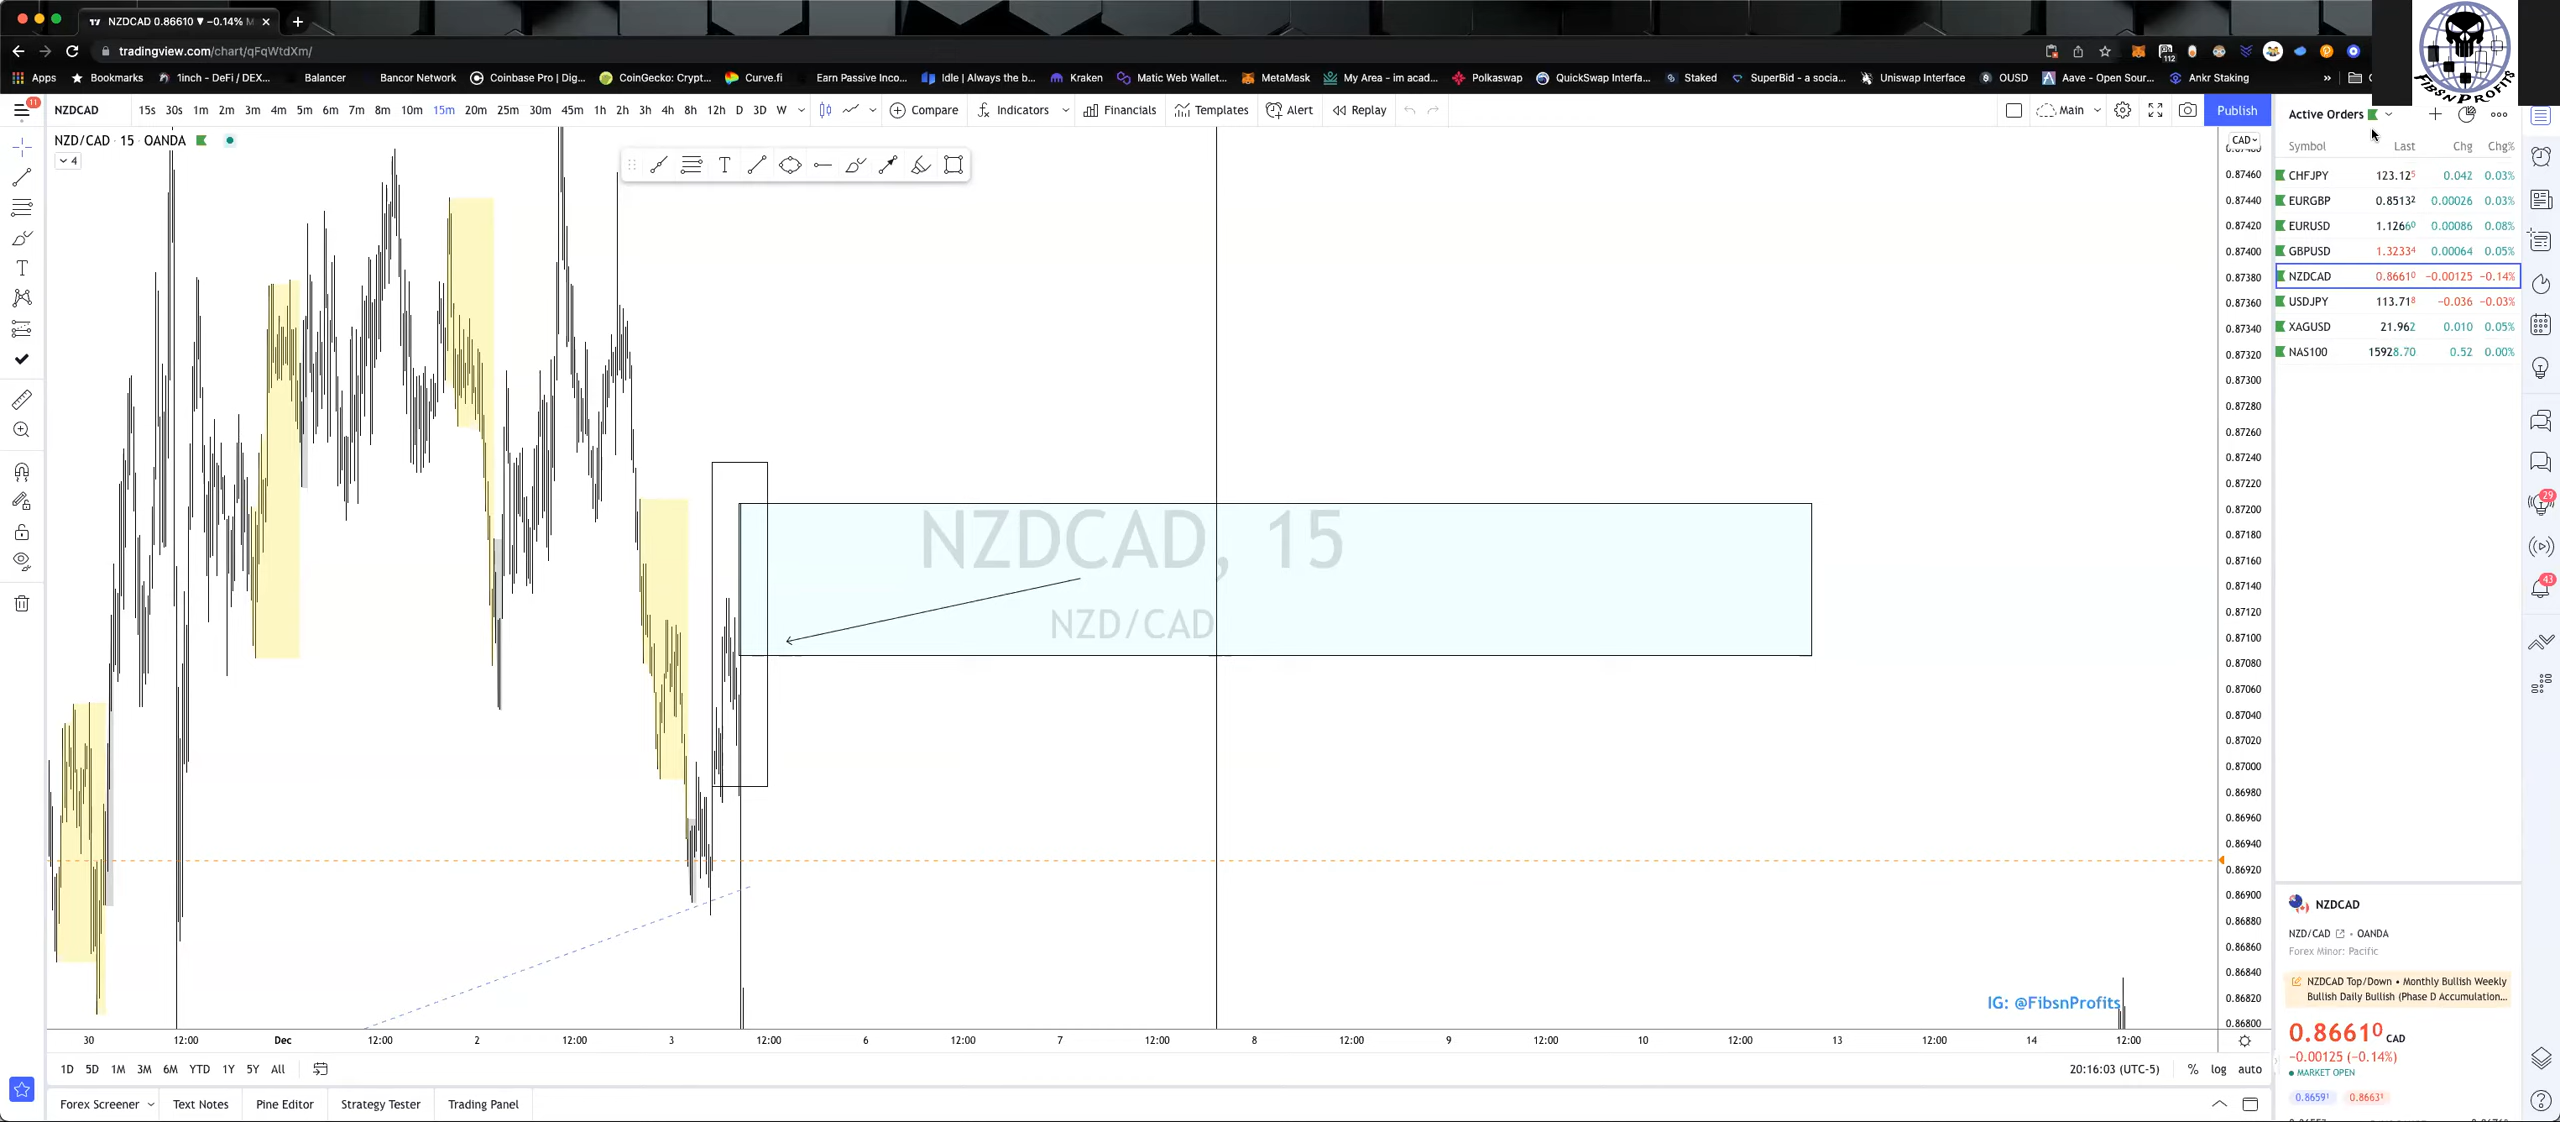 NZDCAD 0.86610 ▼ −0.14% M
tradingview.com/chart/qFqWtdXm/
Apps Bookmarks 1inch - DeFi / DEX... Balancer Bancor Network Coinbase Pro | Dig... CoinGecko: Crypt... Curve.fi Earn Passive Inco... Idle | Always the b... Kraken Matic Web Wallet... MetaMask My Area - im acad... Polkaswap QuickSwap Interfa... Staked SuperBid - a socia... Uniswap Interface OUSD Aave - Open Sour... Ankr Staking »
112
FIBSNPROFITS
11
NZDCAD 15s 30s 1m 2m 3m 4m 5m 6m 7m 8m 10m 15m 20m 25m 30m 45m 1h 2h 3h 4h 8h 12h D 3D W Compare Indicators Financials Templates Alert Replay Main Publish
NZD/CAD · 15 · OANDA
4
CAD
0.87460
0.87440
0.87420
0.87400
0.87380
0.87360
0.87340
0.87320
0.87300
0.87280
0.87260
0.87240
0.87220
0.87200
0.87180
0.87160
0.87140
0.87120
0.87100
0.87080
0.87060
0.87040
0.87020
0.87000
0.86980
0.86960
0.86940
0.86920
0.86900
0.86880
0.86860
0.86840
0.86820
0.86800
NZDCAD, 15
NZD/CAD
IG: @FibsnProfits
30 12:00 Dec 12:00 2 12:00 3 12:00 6 12:00 7 12:00 8 12:00 9 12:00 10 12:00 13 12:00 14 12:00
1D 5D 1M 3M 6M YTD 1Y 5Y All
20:16:03 (UTC-5) % log auto
Forex Screener Text Notes Pine Editor Strategy Tester Trading Panel
Active Orders
Symbol Last Chg Chg%
CHFJPY 123.125 0.042 0.03%
EURGBP 0.85132 0.00026 0.03%
EURUSD 1.12660 0.00086 0.08%
GBPUSD 1.32334 0.00064 0.05%
NZDCAD 0.86610 −0.00125 −0.14%
USDJPY 113.718 −0.036 −0.03%
XAGUSD 21.962 0.010 0.05%
NAS100 15928.70 0.52 0.00%
29
43
NZDCAD
NZD/CAD • OANDA
Forex Minor: Pacific
NZDCAD Top/Down • Monthly Bullish Weekly
Bullish Daily Bullish (Phase D Accumulation...
0.86610 CAD
−0.00125 (−0.14%)
● MARKET OPEN
0.86591 0.86631